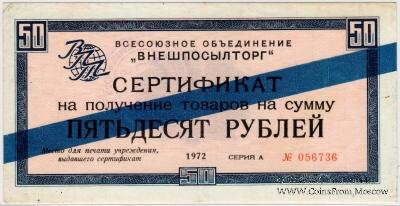 50 50
ВПТ
ВСЕСОЮЗНОЕ ОБЪЕДИНЕНИЕ
„ВНЕШПОСЫЛТОРГ"
СЕРТИФИКАТ
на получение товаров на сумму
ПЯТЬДЕСЯТ РУБЛЕЙ
Место для печати учреждения,
выдавшего сертификат
1972 СЕРИЯ А № 056736
50
www.CoinsFrom.Moscow